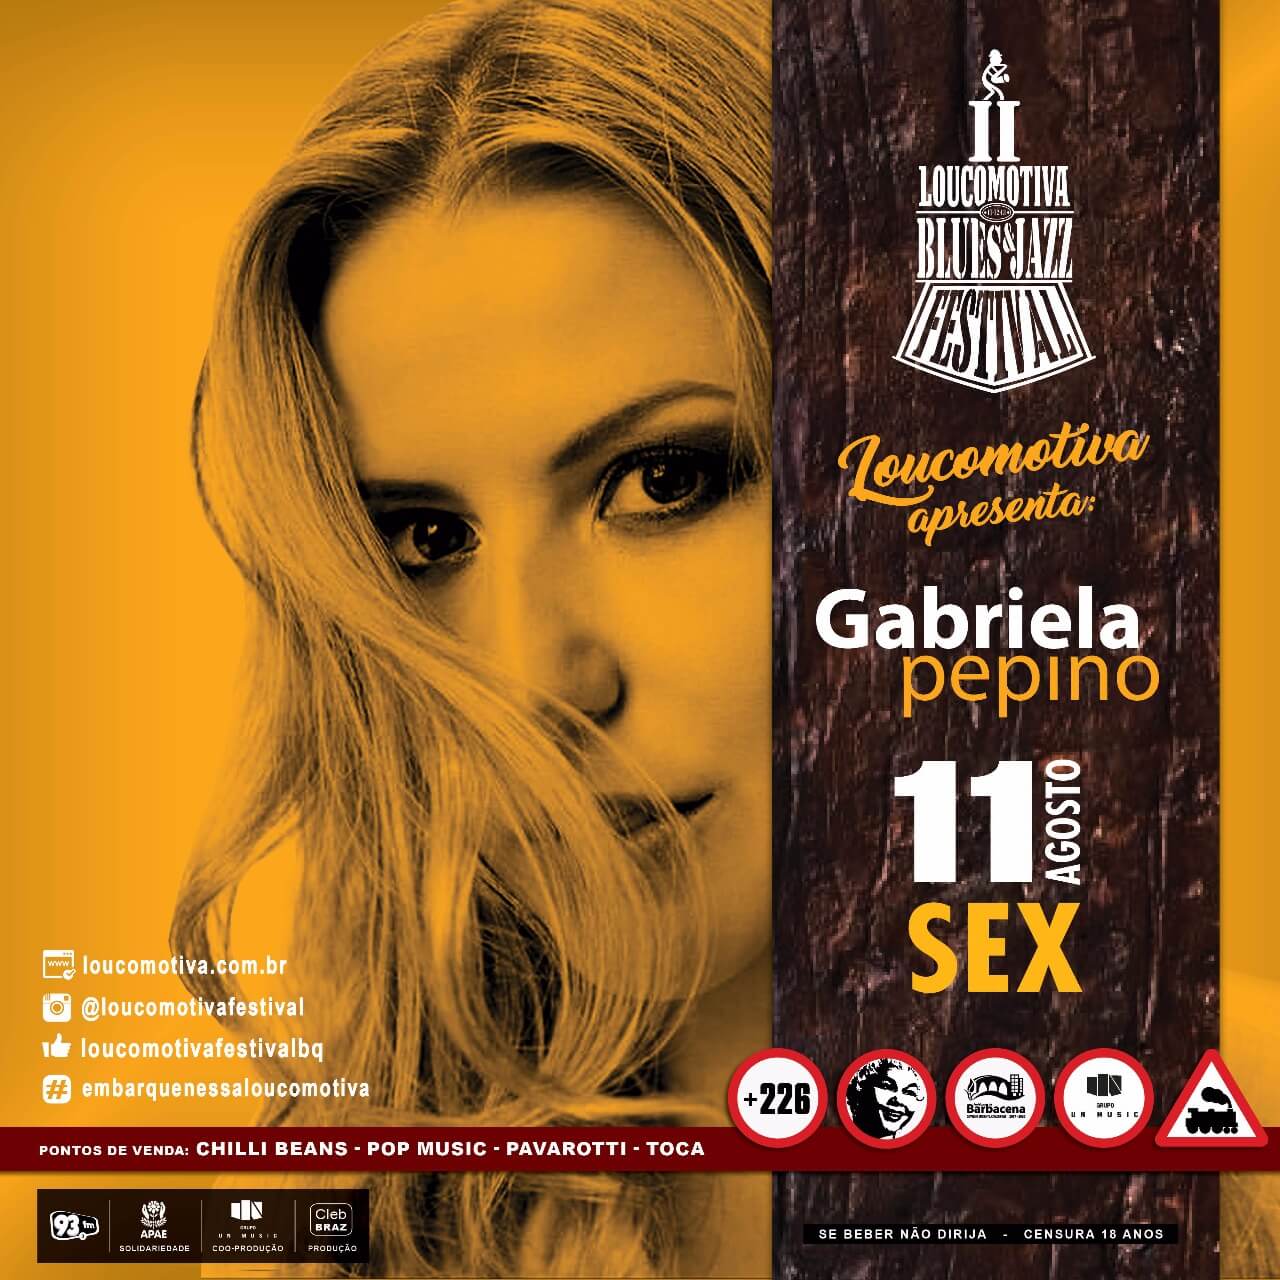 II
LOUCOMOTIVA
BLUES & JAZZ
FESTIVAL
Loucomotiva
apresenta:
Gabriela
pepino
11
AGOSTO
SEX
www
loucomotiva.com.br
@loucomotivafestival
loucomotivafestivalbq
# embarquenessaloucomotiva
+226
Barbacena
GRUPO
UN MUSIC
PONTOS DE VENDA: CHILLI BEANS - POP MUSIC - PAVAROTTI - TOCA
93 fm
APAE
SOLIDARIEDADE
GRUPO
UN MUSIC
COO-PRODUÇÃO
Cleb
BRAZ
PRODUÇÃO
SE BEBER NÃO DIRIJA - CENSURA 18 ANOS